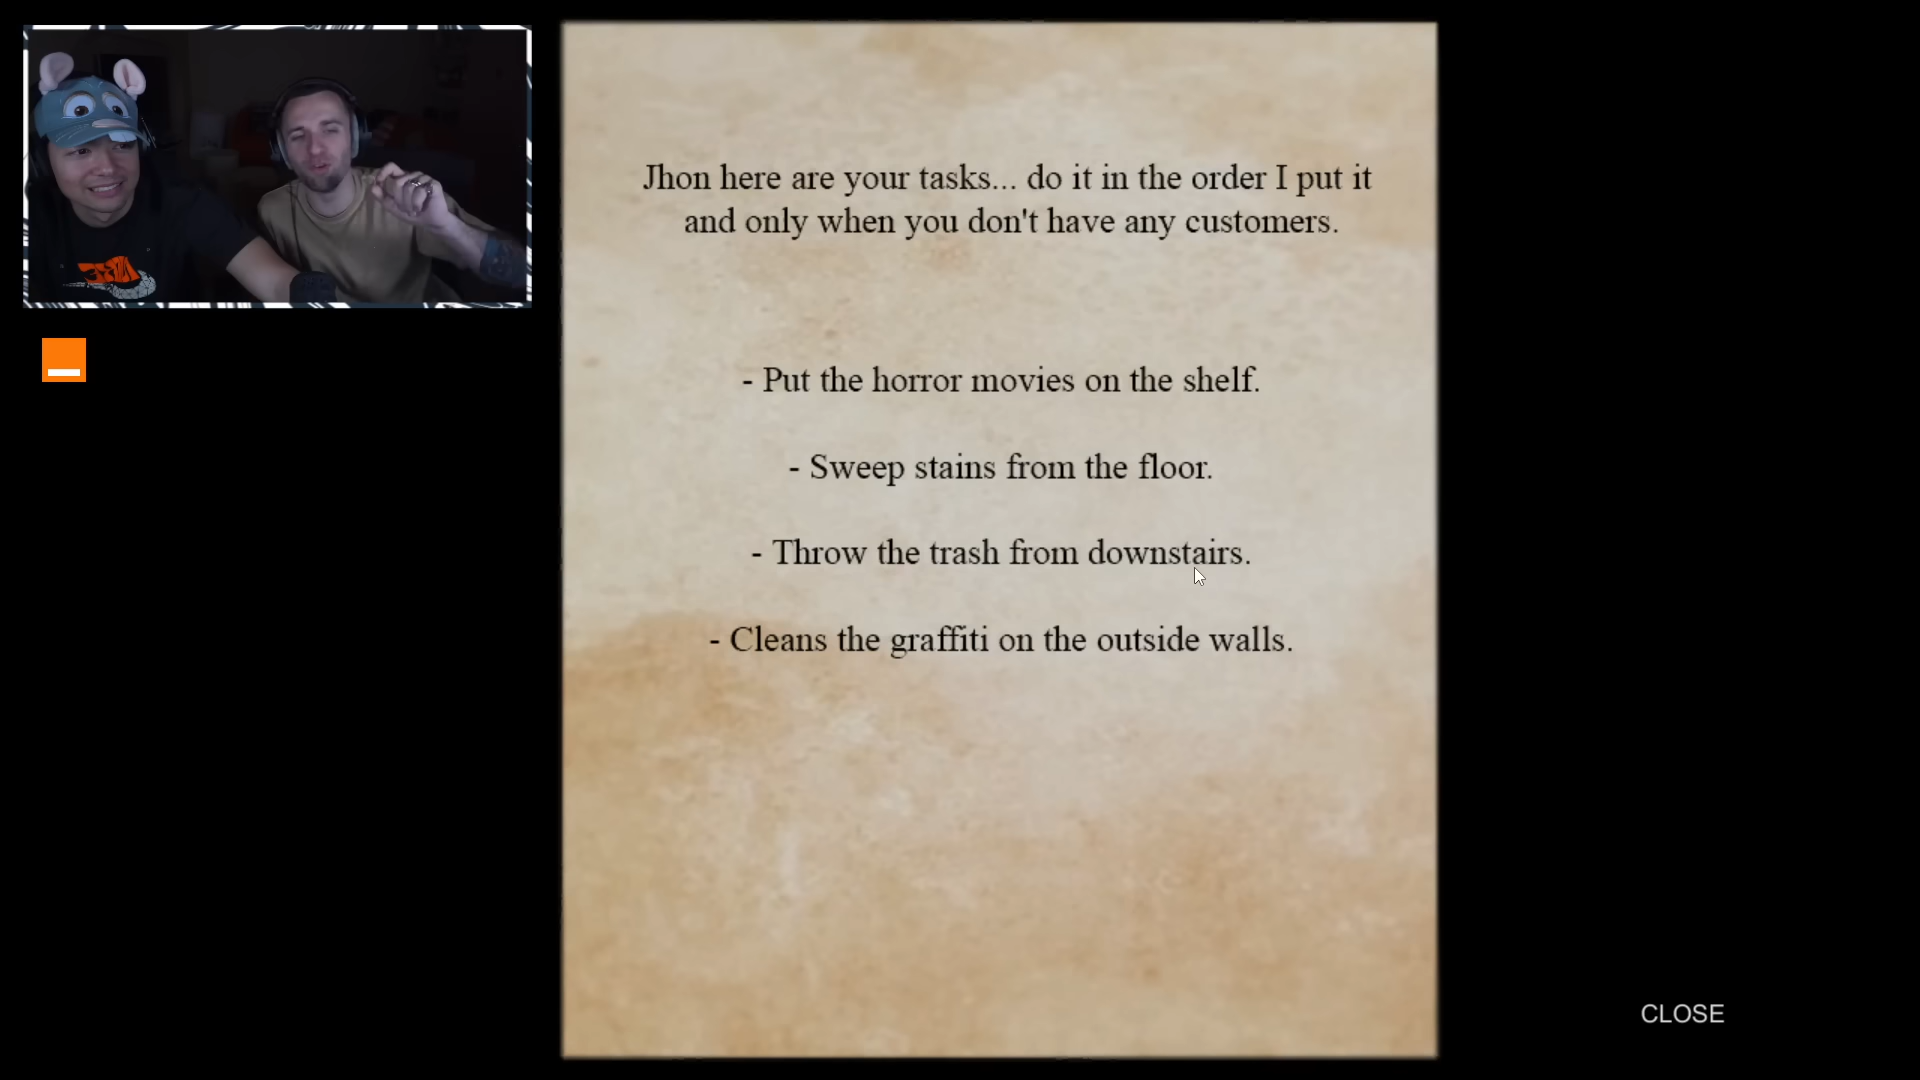 Jhon here are your tasks... do it in the order I put it
and only when you don't have any customers.
- Put the horror movies on the shelf.
- Sweep stains from the floor.
- Throw the trash from downstairs.
- Cleans the graffiti on the outside walls.
CLOSE